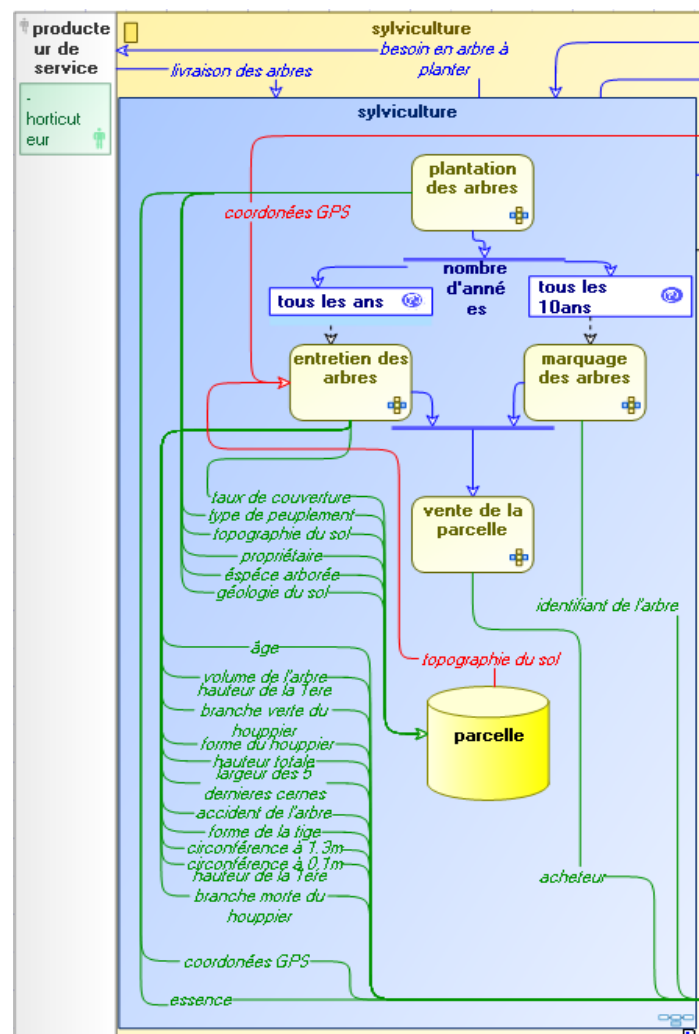 producte
ur de
service
-
horticut
eur
sylviculture
besoin en arbre à
planter
livraison des arbres
sylviculture
plantation
des arbres
coordonées GPS
nombre
d'anné
es
tous les ans
tous les
10ans
entretien des
arbres
marquage
des arbres
taux de couverture
type de peuplement
topographie du sol
propriétaire
éspéce arborée
géologie du sol
vente de la
parcelle
identifiant de l'arbre
âge
topographie du sol
volume de l'arbre
hauteur de la 1ere
branche verte du
houppier
forme du houppier
hauteur totale
largeur des 5
dernieres cernes
accident de l'arbre
forme de la tige
circonférence à 1.3m
circonférence à 0.1m
hauteur de la 1ere
branche morte du
houppier
parcelle
acheteur
coordonées GPS
essence